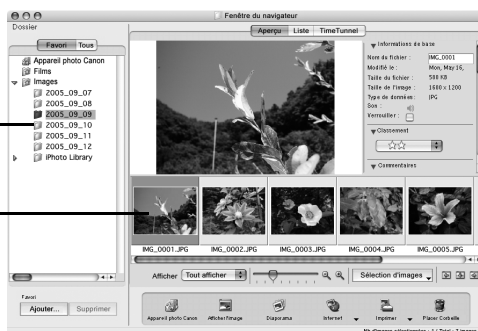 Fenêtre du navigateur
Dossier
Favori Tous
Appareil photo Canon
Films
Images
2005_09_07
2005_09_08
2005_09_09
2005_09_10
2005_09_11
2005_09_12
iPhoto Library
Favori
Ajouter... Supprimer
Aperçu Liste TimeTunnel
Informations de base
Nom du fichier : IMG_0001
Modifié le : Mon, May 16,
Taille du fichier : 500 KB
Taille de l'image : 1600 x 1200
Type de données : JPG
Son :
Verrouiller :
Classement
Commentaires
IMG_0001.JPG IMG_0002.JPG IMG_0003.JPG IMG_0004.JPG IMG_0005.JPG
Afficher Tout afficher Sélection d'images
Appareil photo Canon Afficher l'image Diaporama Internet Imprimer Placer Corbeille